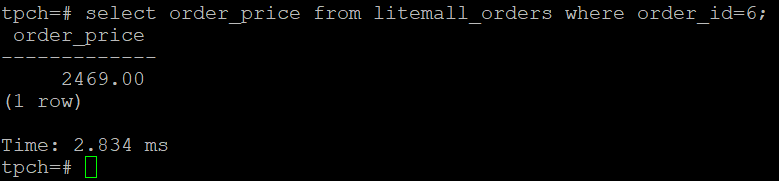 tpch=# select order_price from litemall_orders where order_id=6;
 order_price
-------------
     2469.00
(1 row)

Time: 2.834 ms
tpch=#